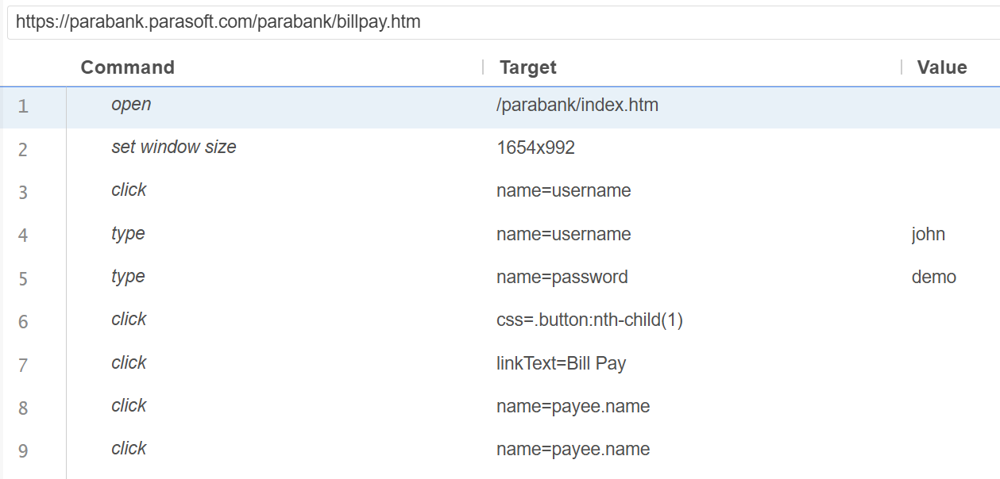 https://parabank.parasoft.com/parabank/billpay.htm
Command Target Value
1 open /parabank/index.htm
2 set window size 1654x992
3 click name=username
4 type name=username john
5 type name=password demo
6 click css=.button:nth-child(1)
7 click linkText=Bill Pay
8 click name=payee.name
9 click name=payee.name